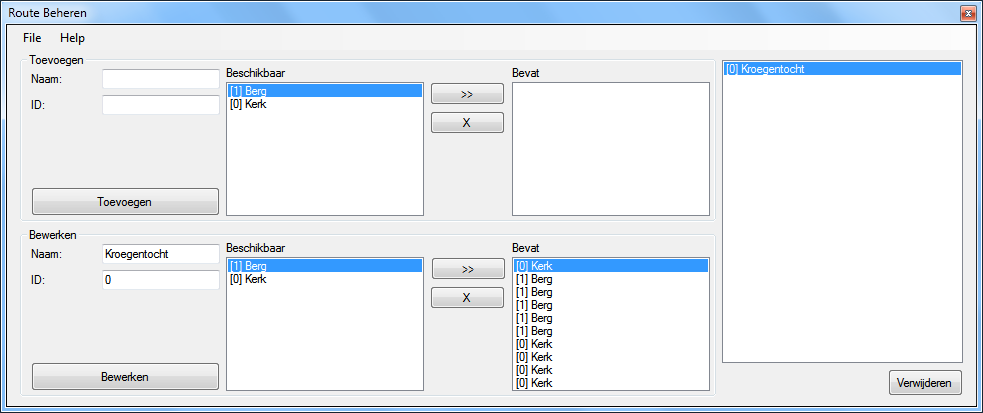 Route Beheren
File Help
Toevoegen
Naam:
ID:
Toevoegen
Beschikbaar
[1] Berg
[0] Kerk
>>
X
Bevat
Bewerken
Naam: Kroegentocht
ID: 0
Bewerken
Beschikbaar
[1] Berg
[0] Kerk
>>
X
Bevat
[0] Kerk
[1] Berg
[1] Berg
[1] Berg
[1] Berg
[1] Berg
[0] Kerk
[0] Kerk
[0] Kerk
[0] Kerk
[0] Kroegentocht
Verwijderen